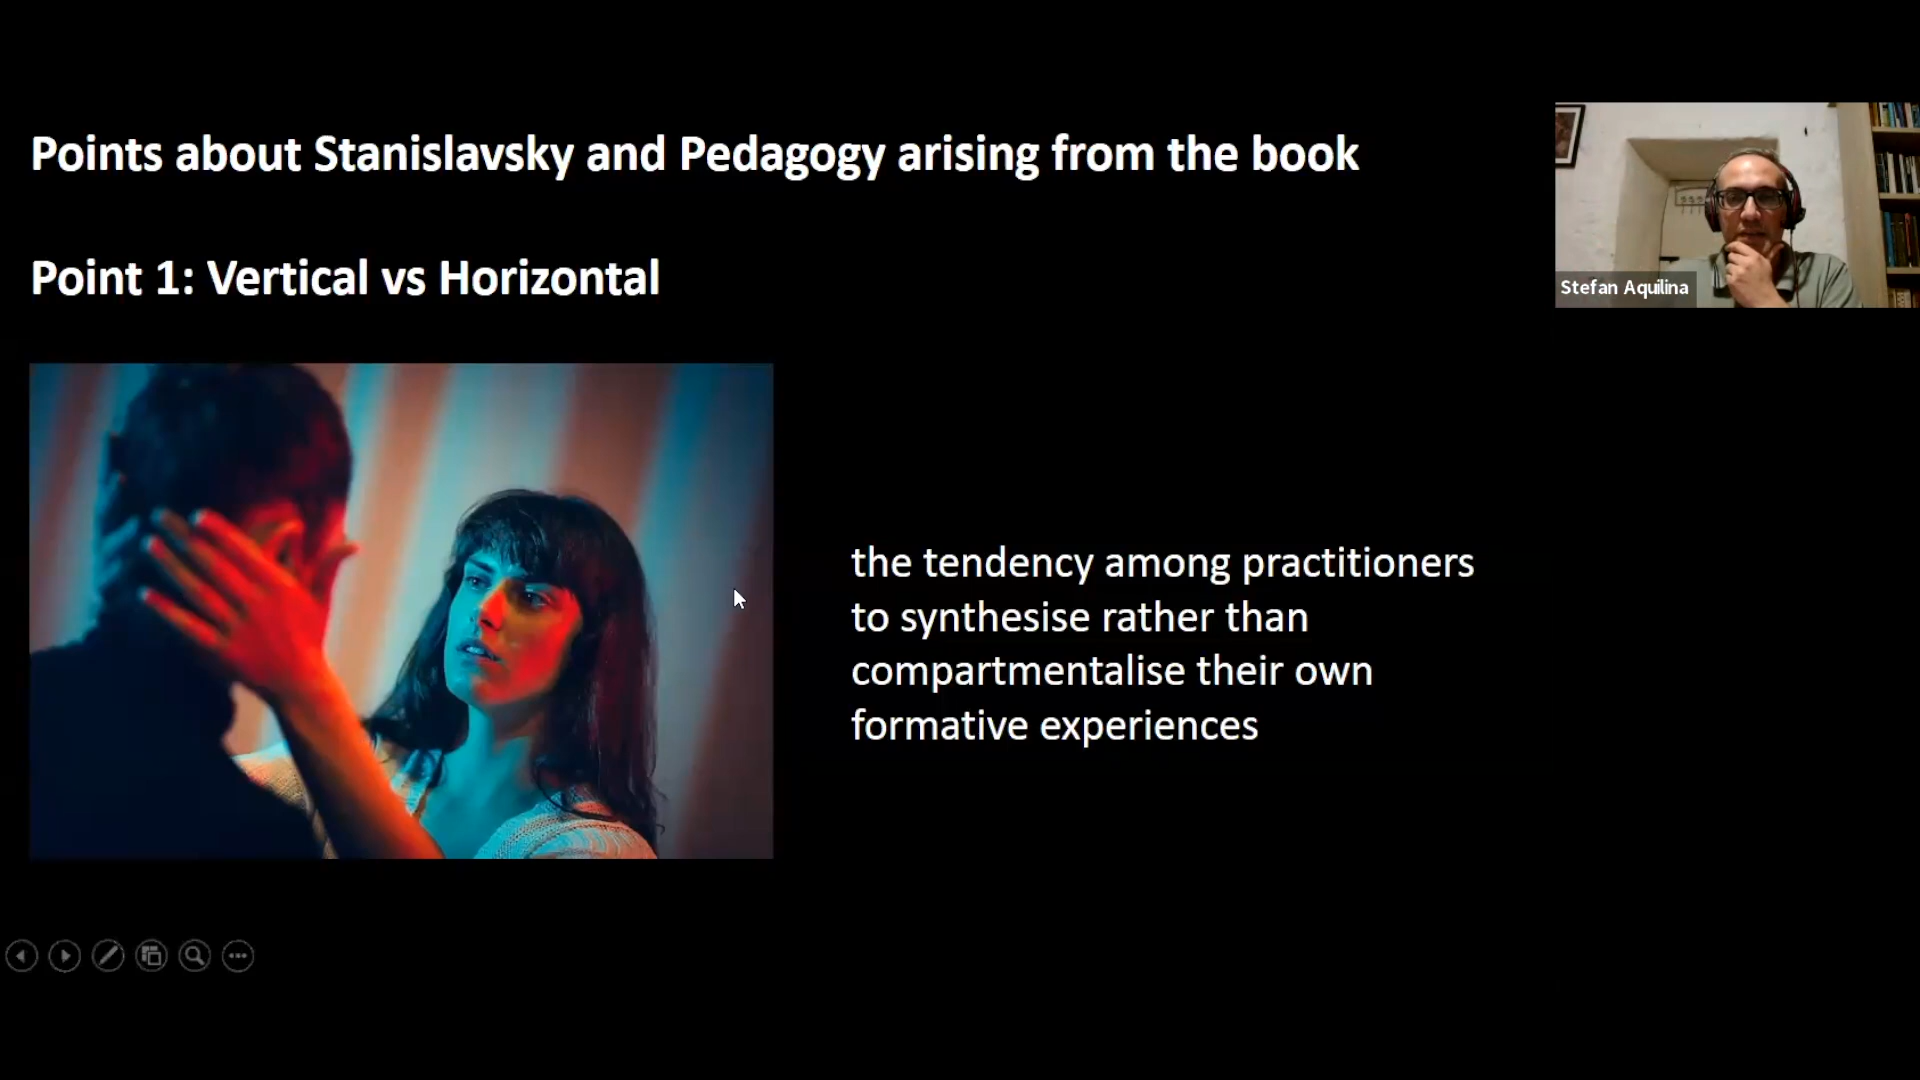 Points about Stanislavsky and Pedagogy arising from the book
Point 1: Vertical vs Horizontal
Stefan Aquilina
the tendency among practitioners
to synthesise rather than
compartmentalise their own
formative experiences